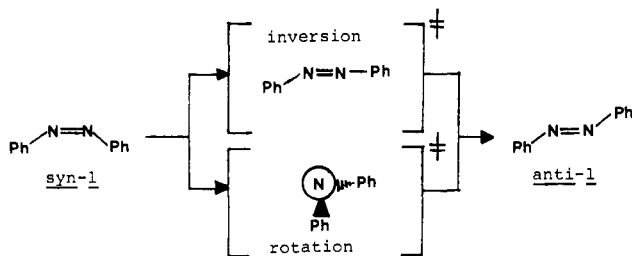 inversion
Ph N=N-Ph
Ph N=N Ph
syn-1
N Ph
Ph
rotation
Ph N=N Ph
anti-1